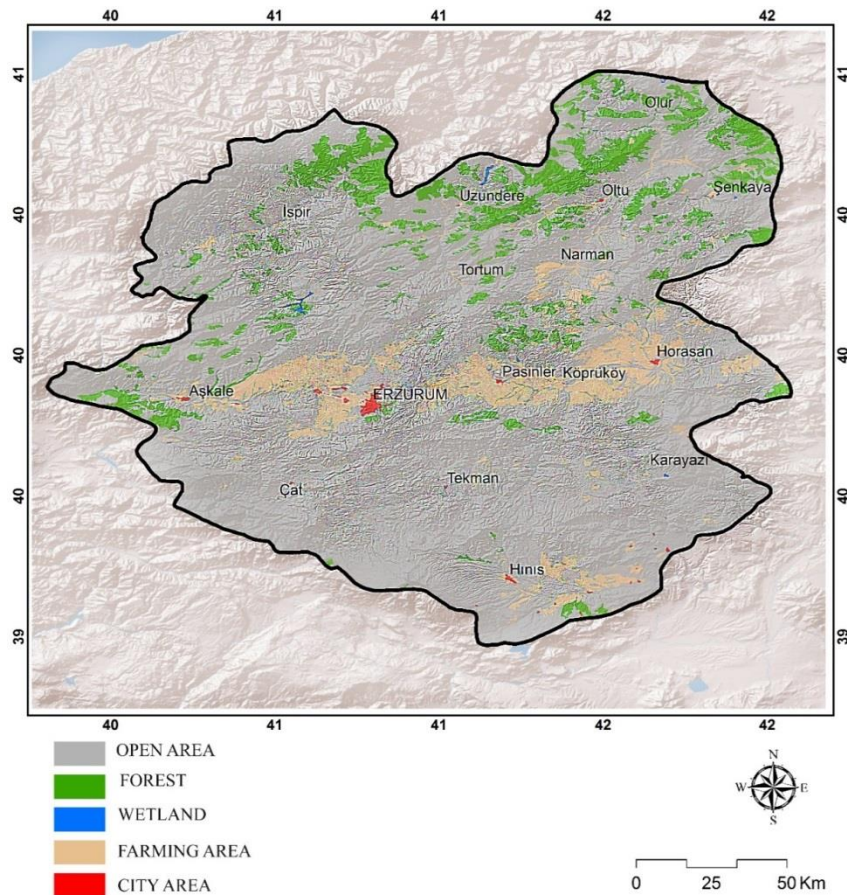 40 41 41 42 42
41 41
Olur
Uzundere Oltu Şenkaya
40 40
İspir
Narman
Tortum
40 40
Horasan
Pasinler Köprüköy
Aşkale ERZURUM
Karayazı
Tekman
40 40
Çat
Hınıs
39 39
40 41 41 42 42
OPEN AREA
FOREST
WETLAND
FARMING AREA
CITY AREA
N
W E
S
0 25 50 Km